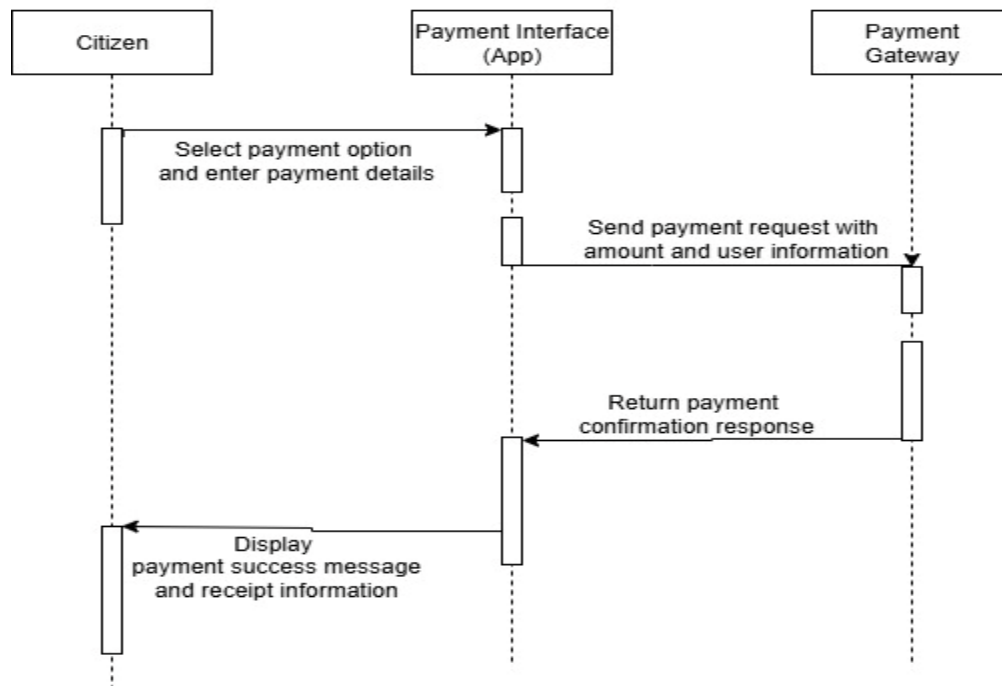 Citizen
Payment Interface
(App)
Payment
Gateway
Select payment option
and enter payment details
Send payment request with
amount and user information
Return payment
confirmation response
Display
payment success message
and receipt information